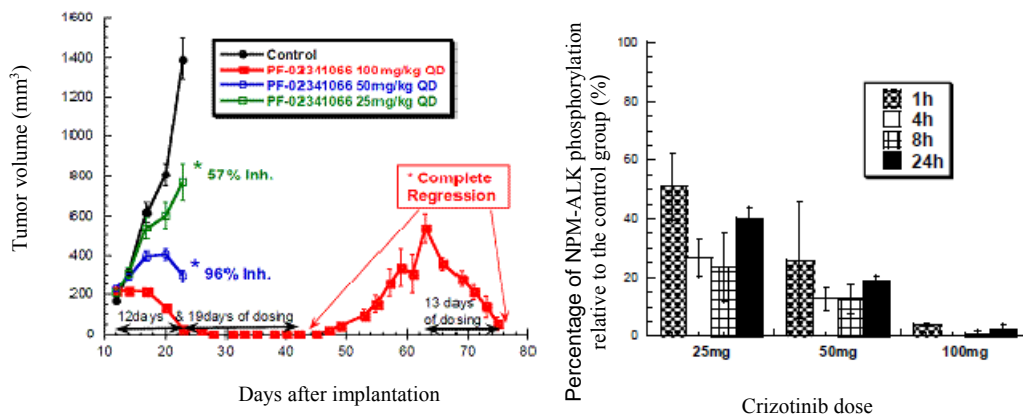 Tumor volume (mm³)
1600
1400
1200
1000
800
600
400
200
0
Control
PF-02341066 100mg/kg QD
PF-02341066 50mg/kg QD
PF-02341066 25mg/kg QD
* 57% Inh.
* 96% Inh.
* Complete
Regression
12days & 19days of dosing
13 days
of dosing
10 20 30 40 50 60 70 80
Days after implantation
Percentage of NPM-ALK phosphorylation
relative to the control group (%)
100
80
60
40
20
0
1h
4h
8h
24h
25mg 50mg 100mg
Crizotinib dose